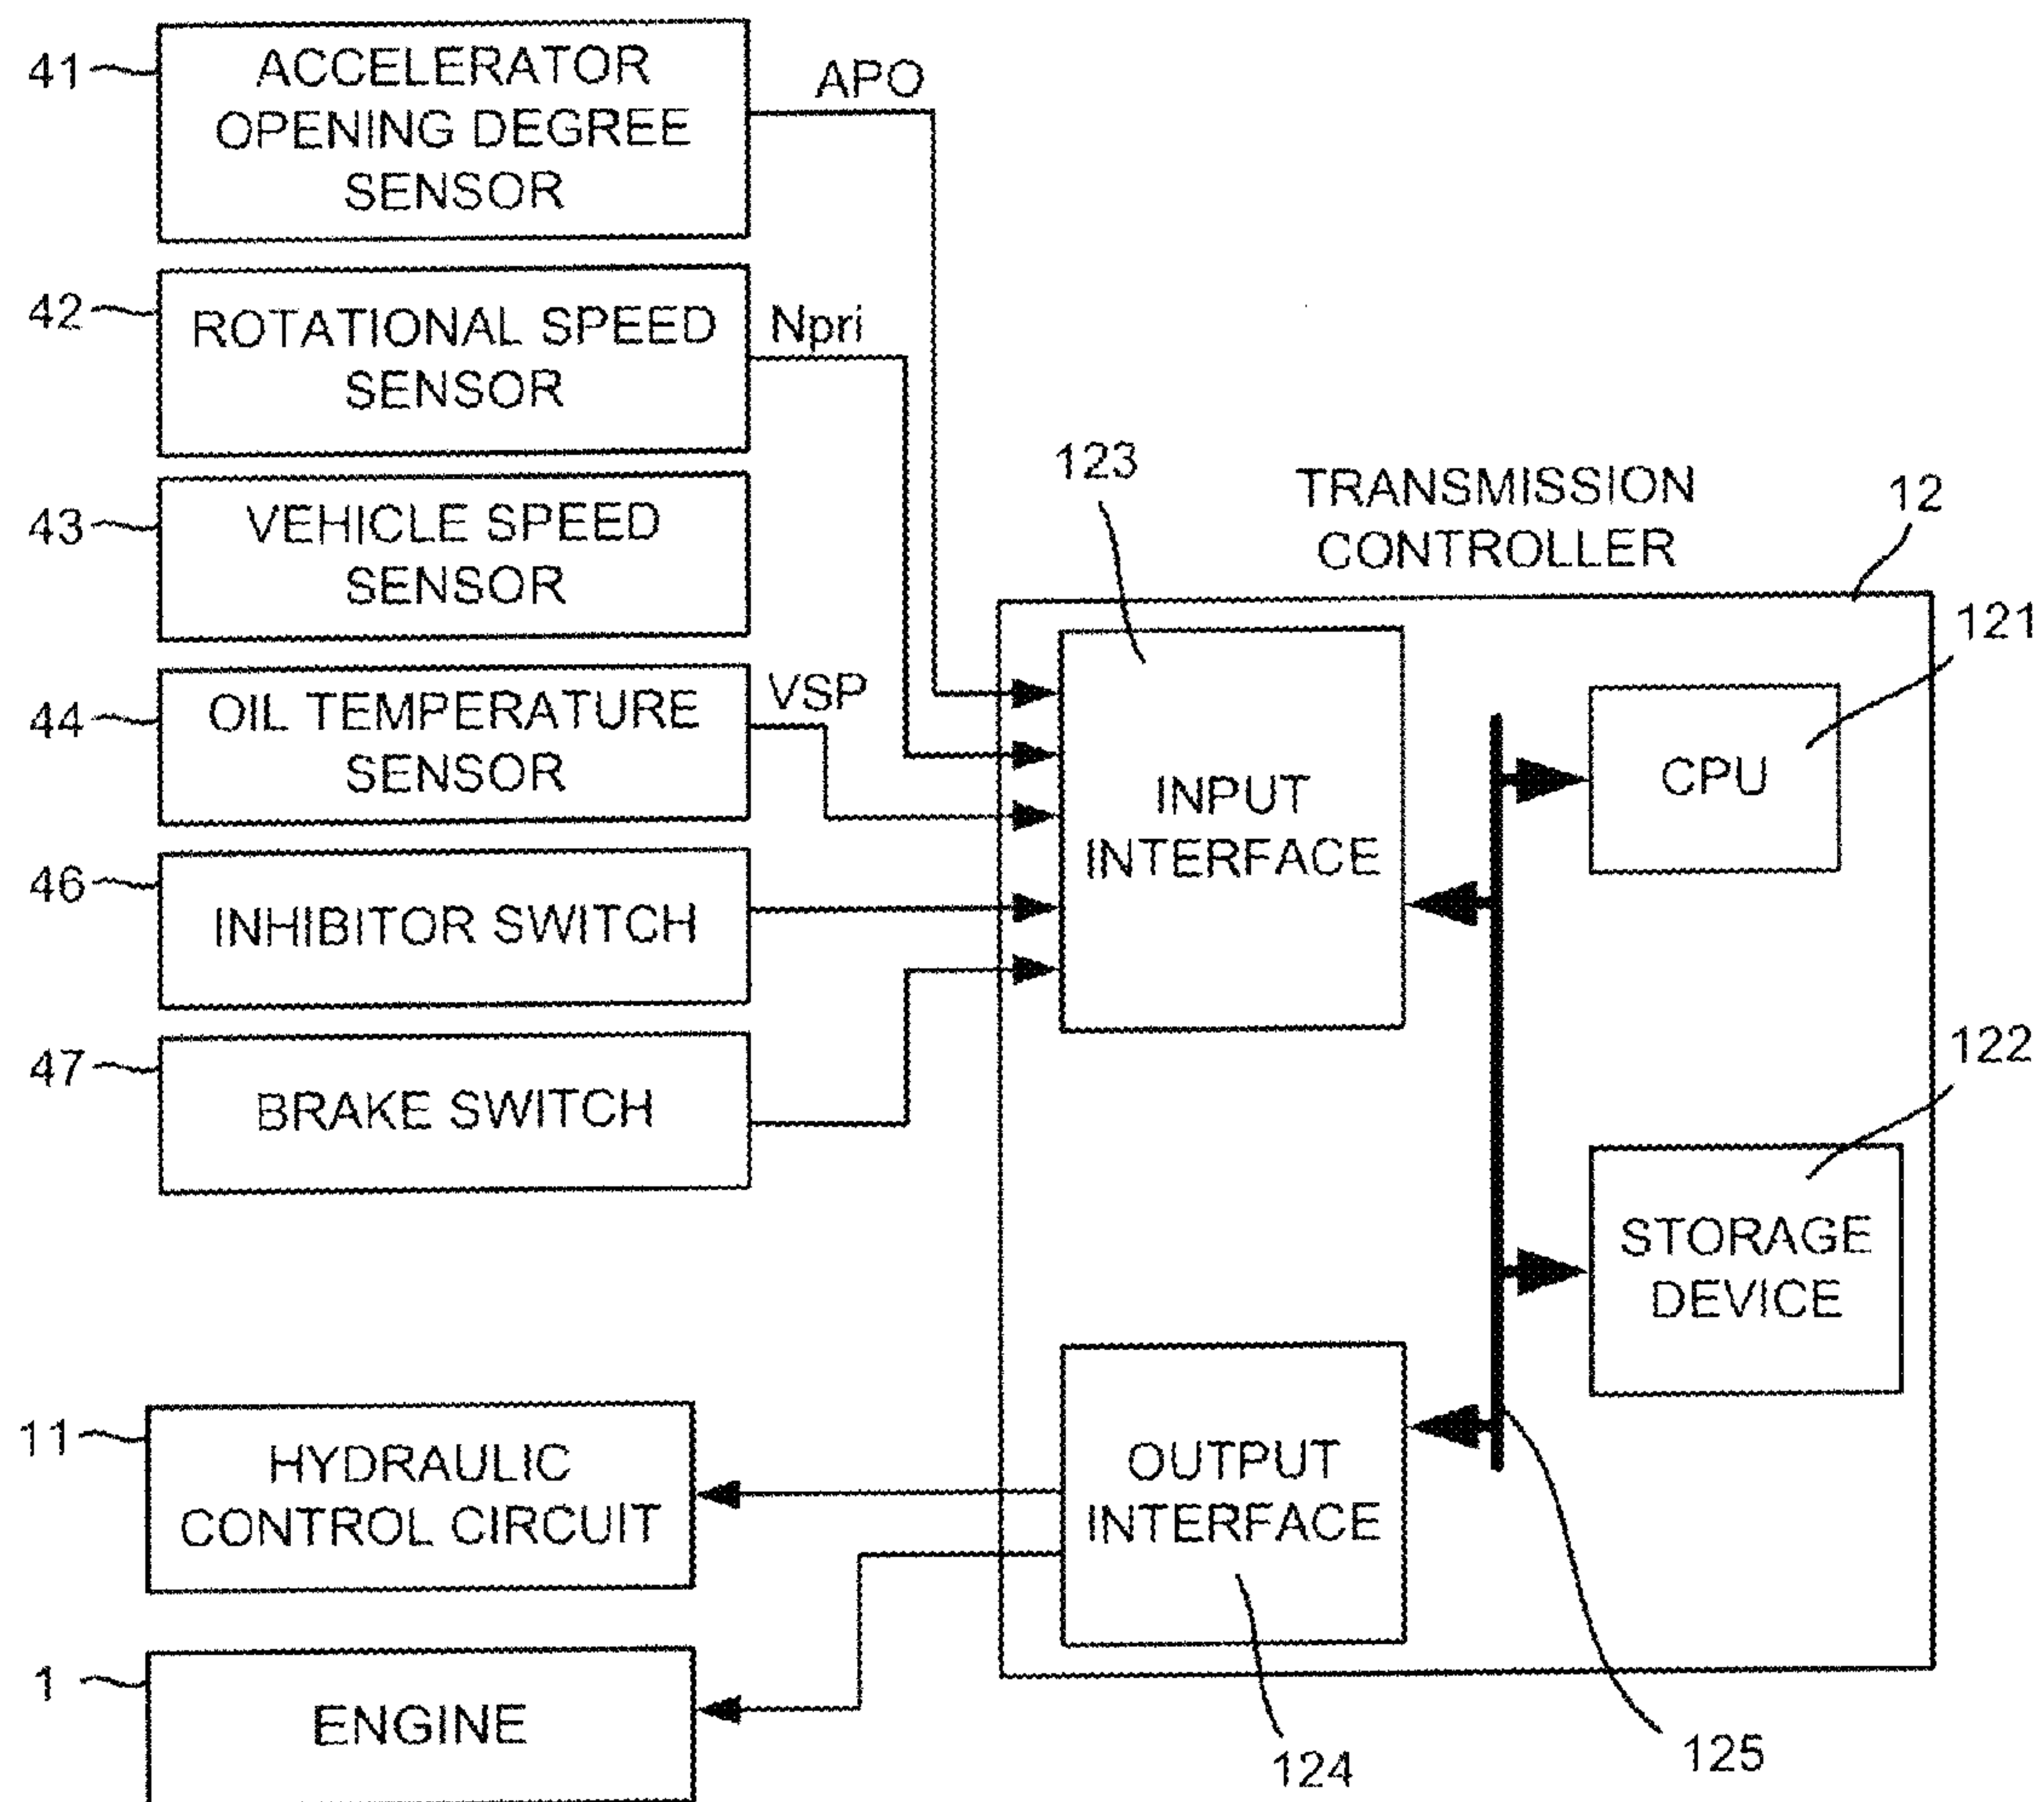 41
ACCELERATOR
OPENING DEGREE
SENSOR
APO
42
ROTATIONAL SPEED
SENSOR
Npri
43
VEHICLE SPEED
SENSOR
44
OIL TEMPERATURE
SENSOR
VSP
46
INHIBITOR SWITCH
47
BRAKE SWITCH
123
TRANSMISSION
CONTROLLER
12
121
INPUT
INTERFACE
CPU
122
STORAGE
DEVICE
11
HYDRAULIC
CONTROL CIRCUIT
OUTPUT
INTERFACE
1
ENGINE
124
125